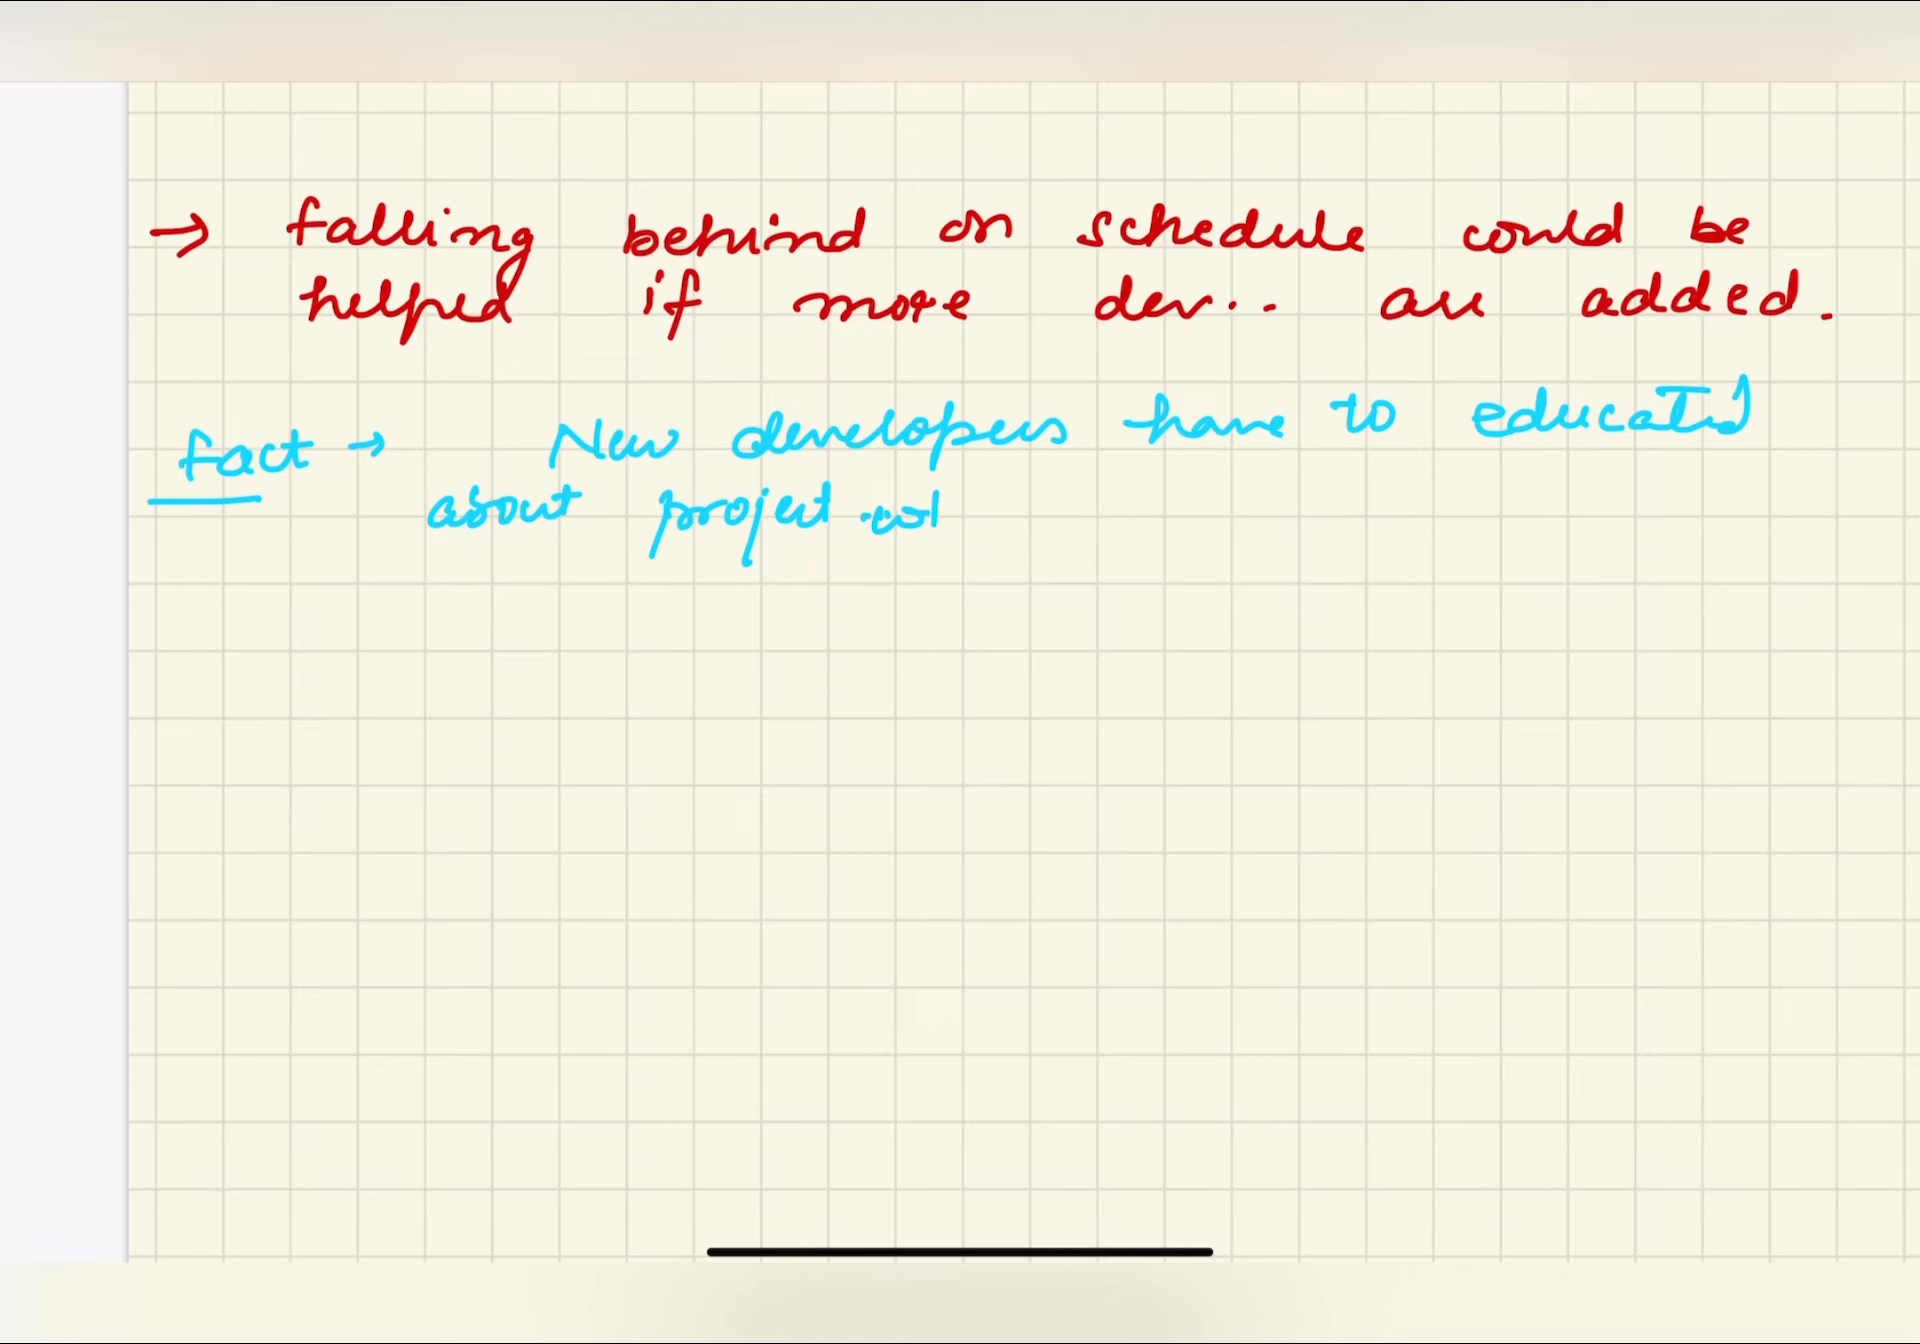 → falling behind on schedule could be
helped if more dev.. are added.
fact → New developers have to educated
about project